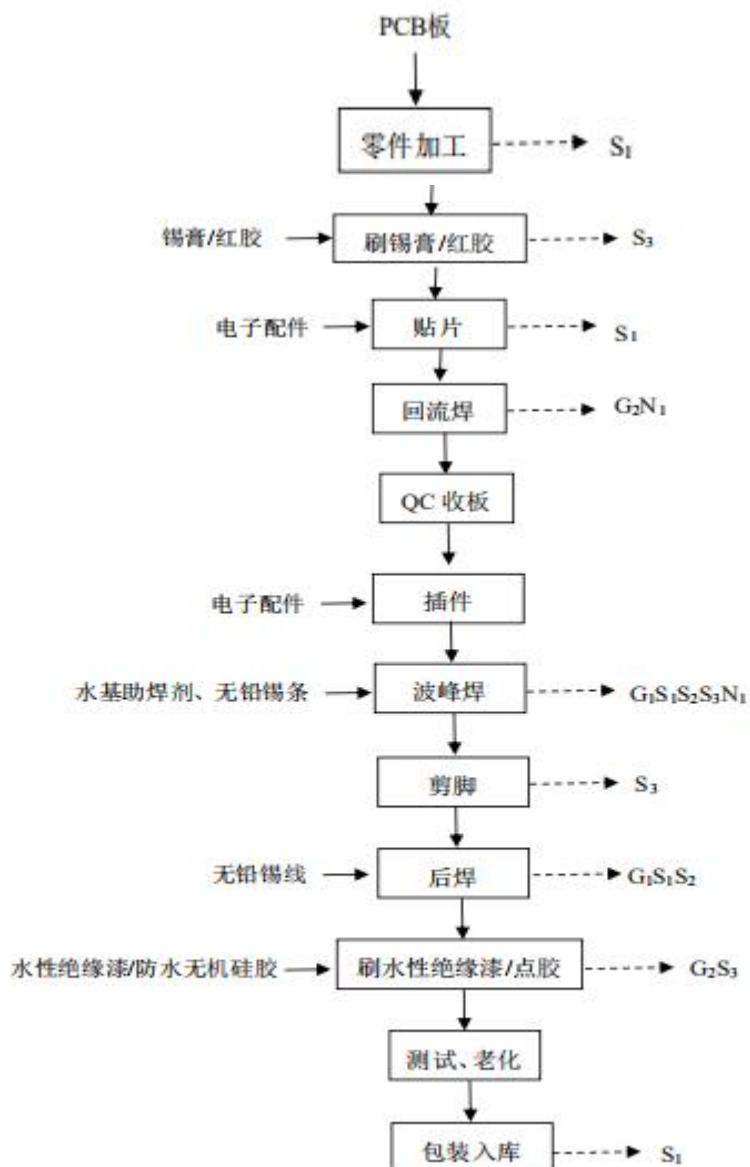 PCB板
零件加工 S₁
锡膏/红胶 刷锡膏/红胶 S₃
电子配件 贴片 S₁
回流焊 G₂N₁
QC 收板
电子配件 插件
水基助焊剂、无铅锡条 波峰焊 G₁S₁S₂S₃N₁
剪脚 S₃
无铅锡线 后焊 G₁S₁S₂
水性绝缘漆/防水无机硅胶 刷水性绝缘漆/点胶 G₂S₃
测试、老化
包装入库 S₁